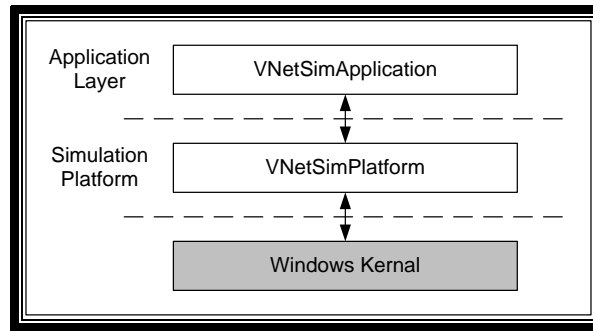 Application
Layer
VNetSimApplication
Simulation
Platform
VNetSimPlatform
Windows Kernal